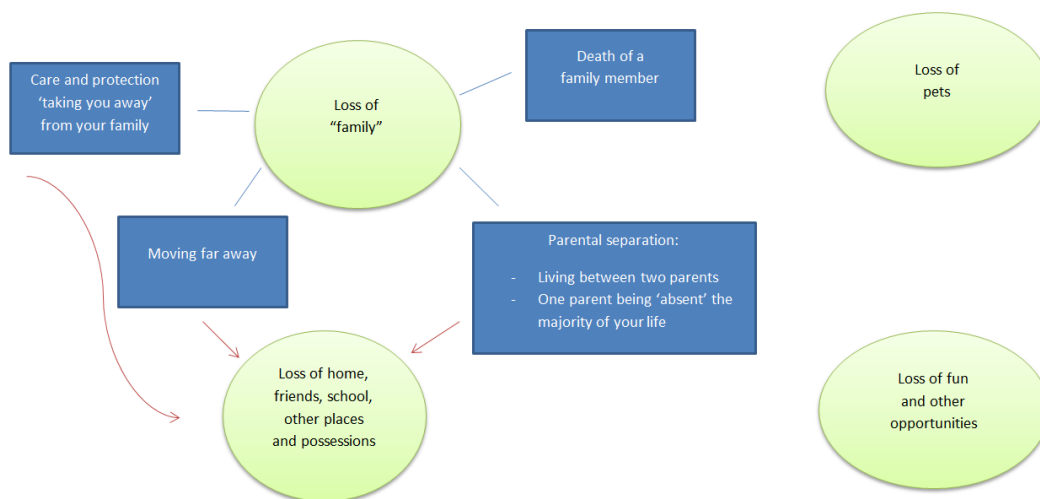 Care and protection
‘taking you away’
from your family
Loss of
“family”
Death of a
family member
Loss of
pets
Moving far away
Parental separation:
- Living between two parents
- One parent being ‘absent’ the
majority of your life
Loss of home,
friends, school,
other places
and possessions
Loss of fun
and other
opportunities